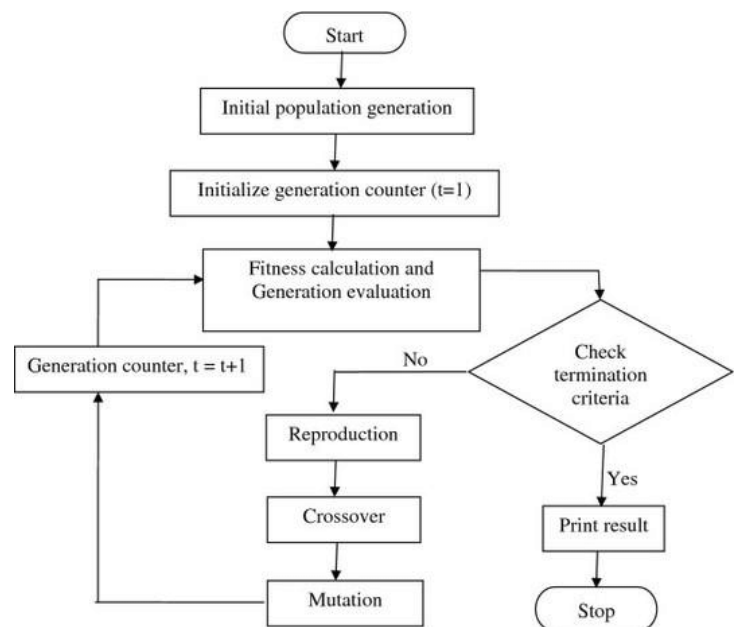 Start
Initial population generation
Initialize generation counter (t=1)
Fitness calculation and
Generation evaluation
Generation counter, t = t+1
No
Check
termination
criteria
Reproduction
Yes
Crossover
Print result
Mutation
Stop